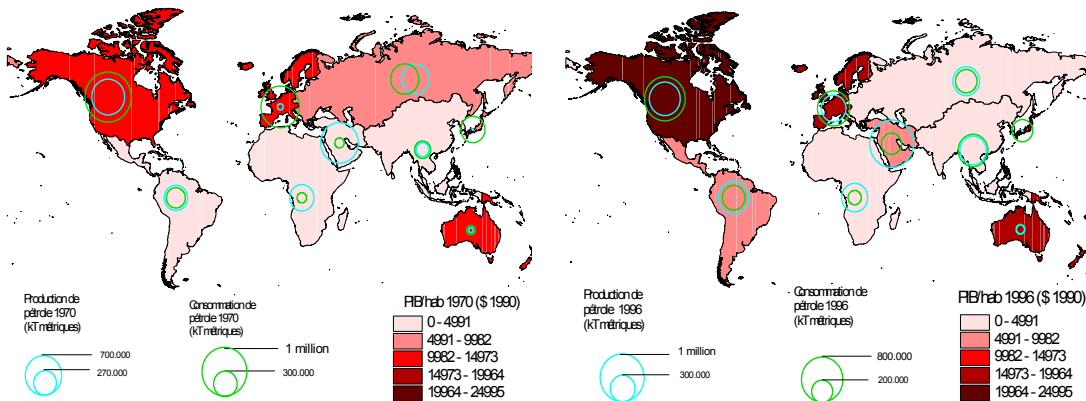 Production de
pétrole 1970
(kT métriques)
700.000
270.000
Consommation de
pétrole 1970
(kT métriques)
1 million
300.000
PIB/hab 1970 ($ 1990)
0 - 4991
4991 - 9982
9982 - 14973
14973 - 19964
19964 - 24995
Production de
pétrole 1996
(kT métriques)
1 million
300.000
Consommation de
pétrole 1996
(kT métriques)
800.000
200.000
PIB/hab 1996 ($ 1990)
0 - 4991
4991 - 9982
9982 - 14973
14973 - 19964
19964 - 24995